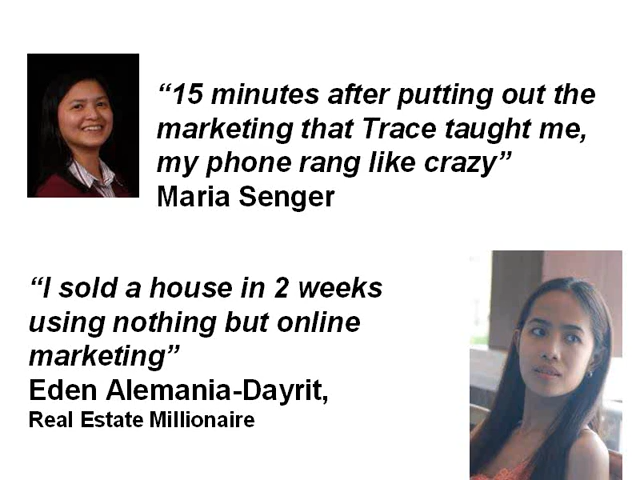 “15 minutes after putting out the
marketing that Trace taught me,
my phone rang like crazy”
Maria Senger
“I sold a house in 2 weeks
using nothing but online
marketing”
Eden Alemania-Dayrit,
Real Estate Millionaire